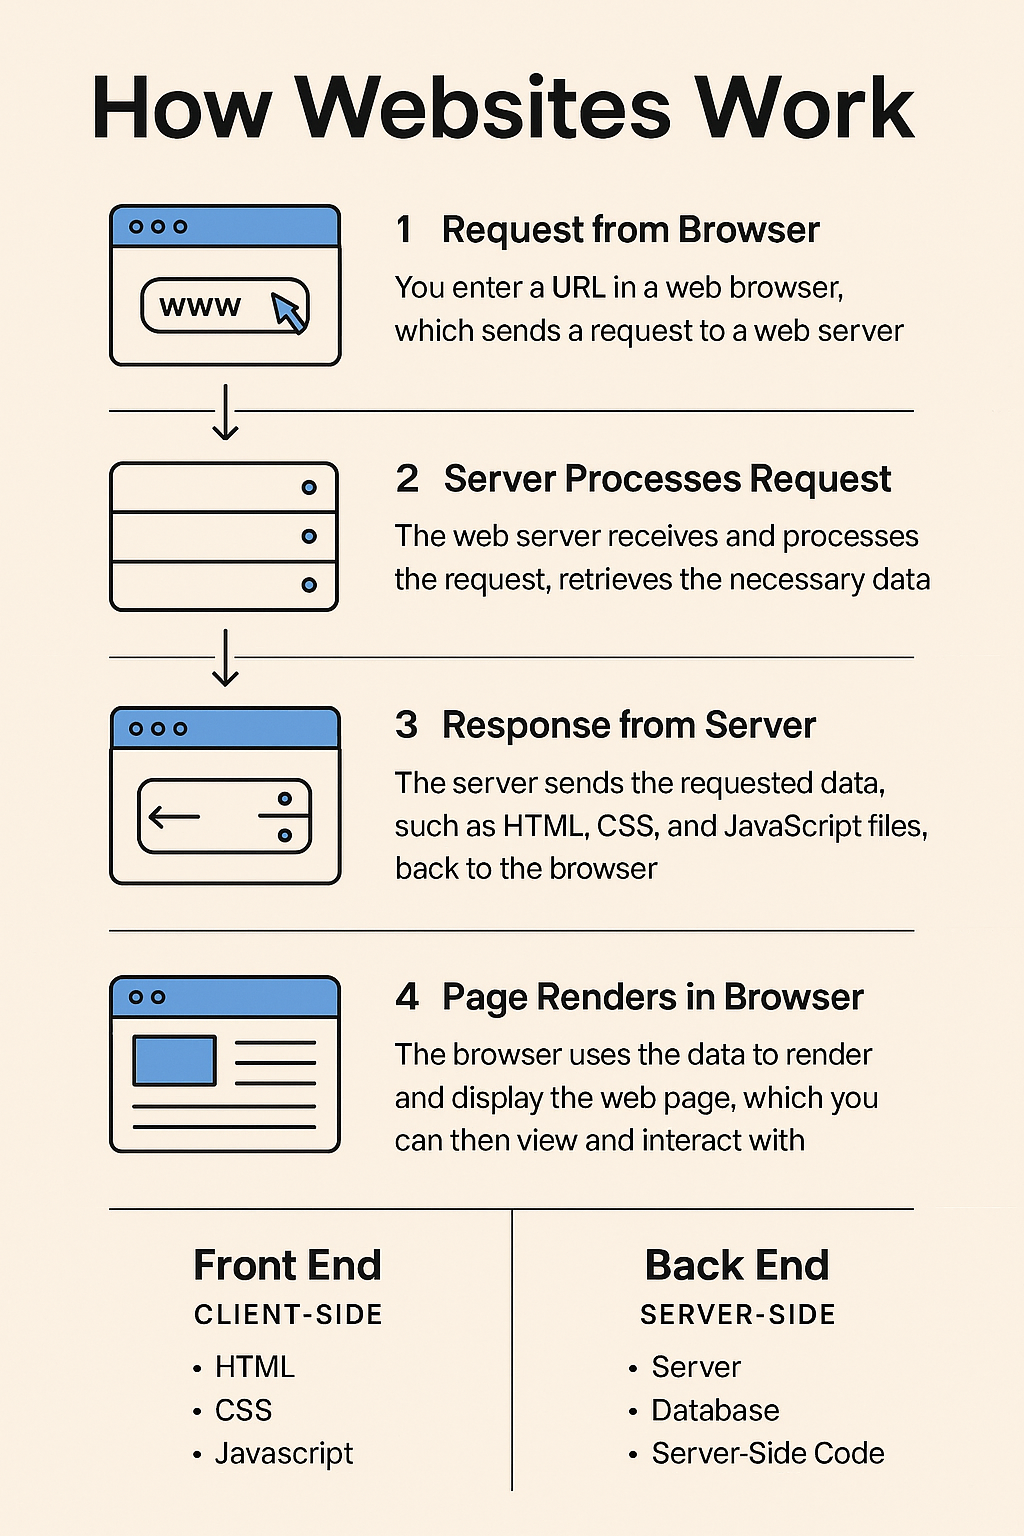 How Websites Work
www
1 Request from Browser
You enter a URL in a web browser,
which sends a request to a web server
2 Server Processes Request
The web server receives and processes
the request, retrieves the necessary data
3 Response from Server
The server sends the requested data,
such as HTML, CSS, and JavaScript files,
back to the browser
4 Page Renders in Browser
The browser uses the data to render
and display the web page, which you
can then view and interact with
Front End
CLIENT-SIDE
• HTML
• CSS
• Javascript
Back End
SERVER-SIDE
• Server
• Database
• Server-Side Code